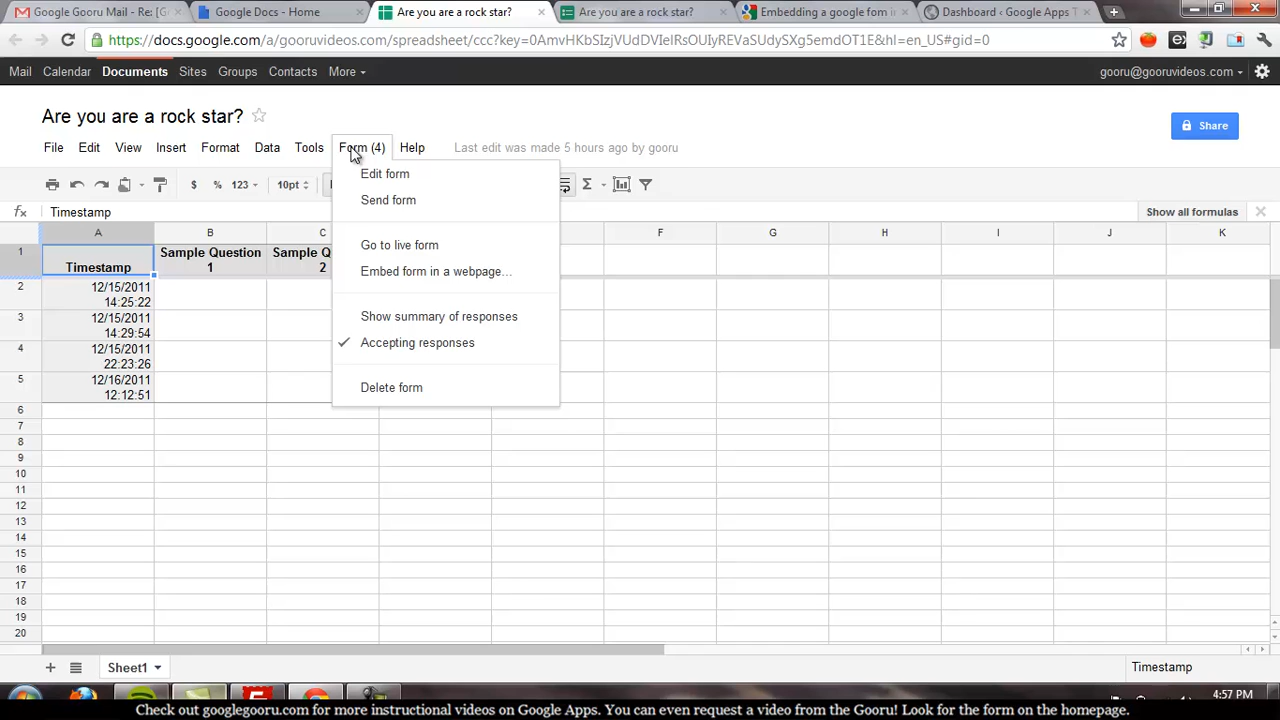 Google Gooru Mail - Re: [G
Google Docs - Home
Are you are a rock star?
Are you are a rock star?
Embedding a google fom in
Dashboard ‹ Google Apps T
https://docs.google.com/a/gooruvideos.com/spreadsheet/ccc?key=0AmvHKbSIzjVUdDVIelRsOUIyREVaSUdySXg5emdOT1E&hl=en_US#gid=0
Mail Calendar Documents Sites Groups Contacts More
gooru@gooruvideos.com
Are you are a rock star?
Share
File Edit View Insert Format Data Tools Form (4) Help Last edit was made 5 hours ago by gooru
$ % 123 10pt Σ
fx Timestamp Show all formulas
A B C F G H I J K
1 Timestamp
Sample Question 1
Sample Q 2
2 12/15/2011 14:25:22
3 12/15/2011 14:29:54
4 12/15/2011 22:23:26
5 12/16/2011 12:12:51
6
7
8
9
10
11
12
13
14
15
16
17
18
19
20
Edit form
Send form
Go to live form
Embed form in a webpage...
Show summary of responses
Accepting responses
Delete form
Sheet1
Timestamp
4:57 PM
Check out googlegooru.com for more instructional videos on Google Apps. You can even request a video from the Gooru! Look for the form on the homepage.